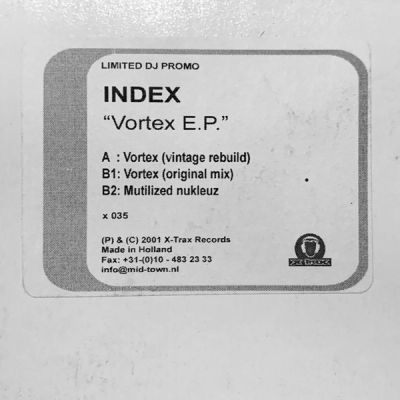 LIMITED DJ PROMO
INDEX
“Vortex E.P.”
A : Vortex (vintage rebuild)
B1: Vortex (original mix)
B2: Mutilized nukleuz
x 035
(P) & (C) 2001 X-Trax Records
Made in Holland
Fax: +31-(0)10 - 483 23 33
info@mid-town.nl